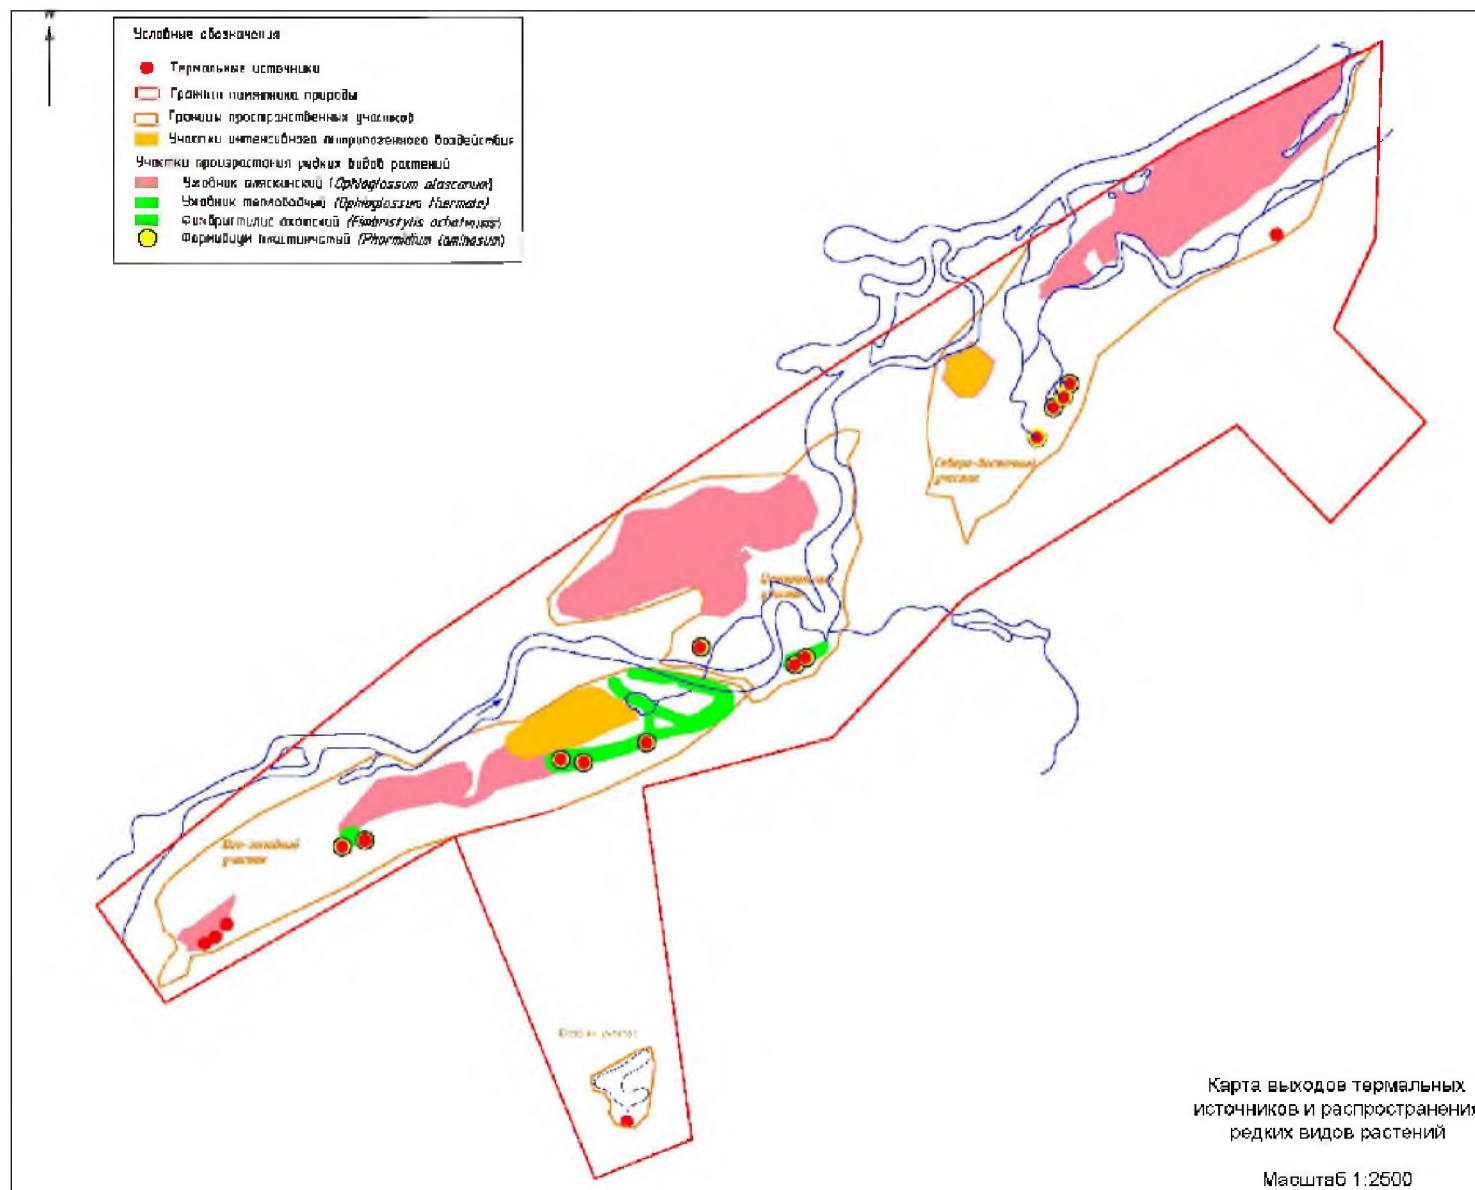 Условные обозначения
Термальные источники
Границы памятника природы
Границы пространственных участков
Участки интенсивного антропогенного воздействия
Участки произрастания редких видов растений
Ужовник аляскинский (Ophioglossum alascanum)
Ужовник тепловодный (Ophioglossum thermale)
Фимбристилис охотский (Fimbristylis ochotensis)
Формидиум пластинчатый (Phormidium laminosum)
Северо-Восточный
участок
Центральный
участок
Юго-западный
участок
участок
Карта выходов термальных
источников и распространения
редких видов растений
Масштаб 1:2500